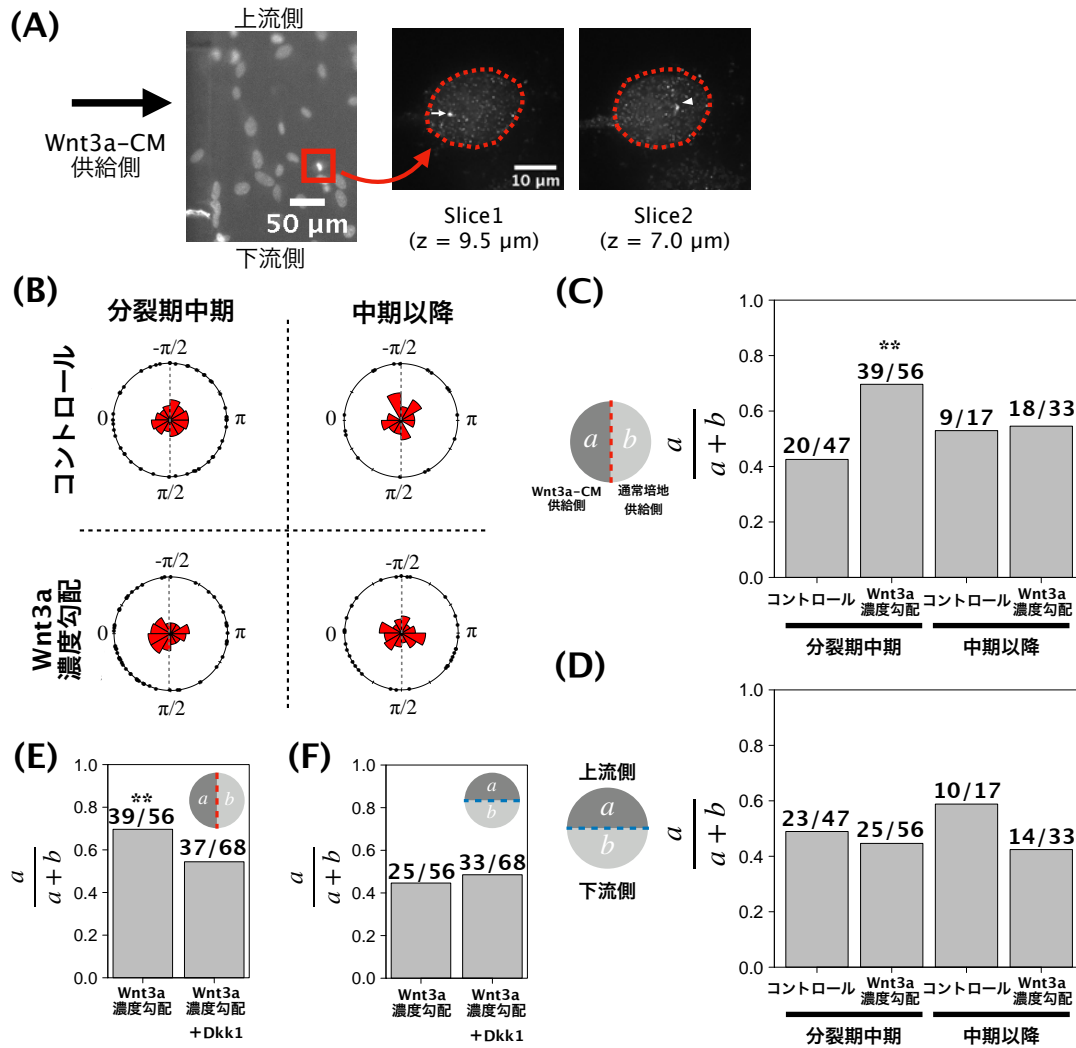 (A)
上流側
Wnt3a-CM
供給側
50 μm
下流側
10 μm
Slice1
(z = 9.5 μm)
Slice2
(z = 7.0 μm)
(B)
分裂期中期
中期以降
コントロール
-π/2
0
π
π/2
-π/2
0
π
π/2
Wnt3a
濃度勾配
-π/2
0
π
π/2
-π/2
0
π
π/2
(C)
a
b
Wnt3a-CM
供給側
通常培地
供給側
a
a + b
1.0
0.8
0.6
0.4
0.2
0.0
20/47
**
39/56
9/17
18/33
コントロール
Wnt3a
濃度勾配
コントロール
Wnt3a
濃度勾配
分裂期中期
中期以降
(D)
上流側
a
b
下流側
a
a + b
1.0
0.8
0.6
0.4
0.2
0.0
23/47
25/56
10/17
14/33
コントロール
Wnt3a
濃度勾配
コントロール
Wnt3a
濃度勾配
分裂期中期
中期以降
(E)
a
a + b
1.0
0.8
0.6
0.4
0.2
0.0
**
39/56
37/68
a
b
Wnt3a
濃度勾配
Wnt3a
濃度勾配
+Dkk1
(F)
a
a + b
1.0
0.8
0.6
0.4
0.2
0.0
25/56
33/68
a
b
Wnt3a
濃度勾配
Wnt3a
濃度勾配
+Dkk1